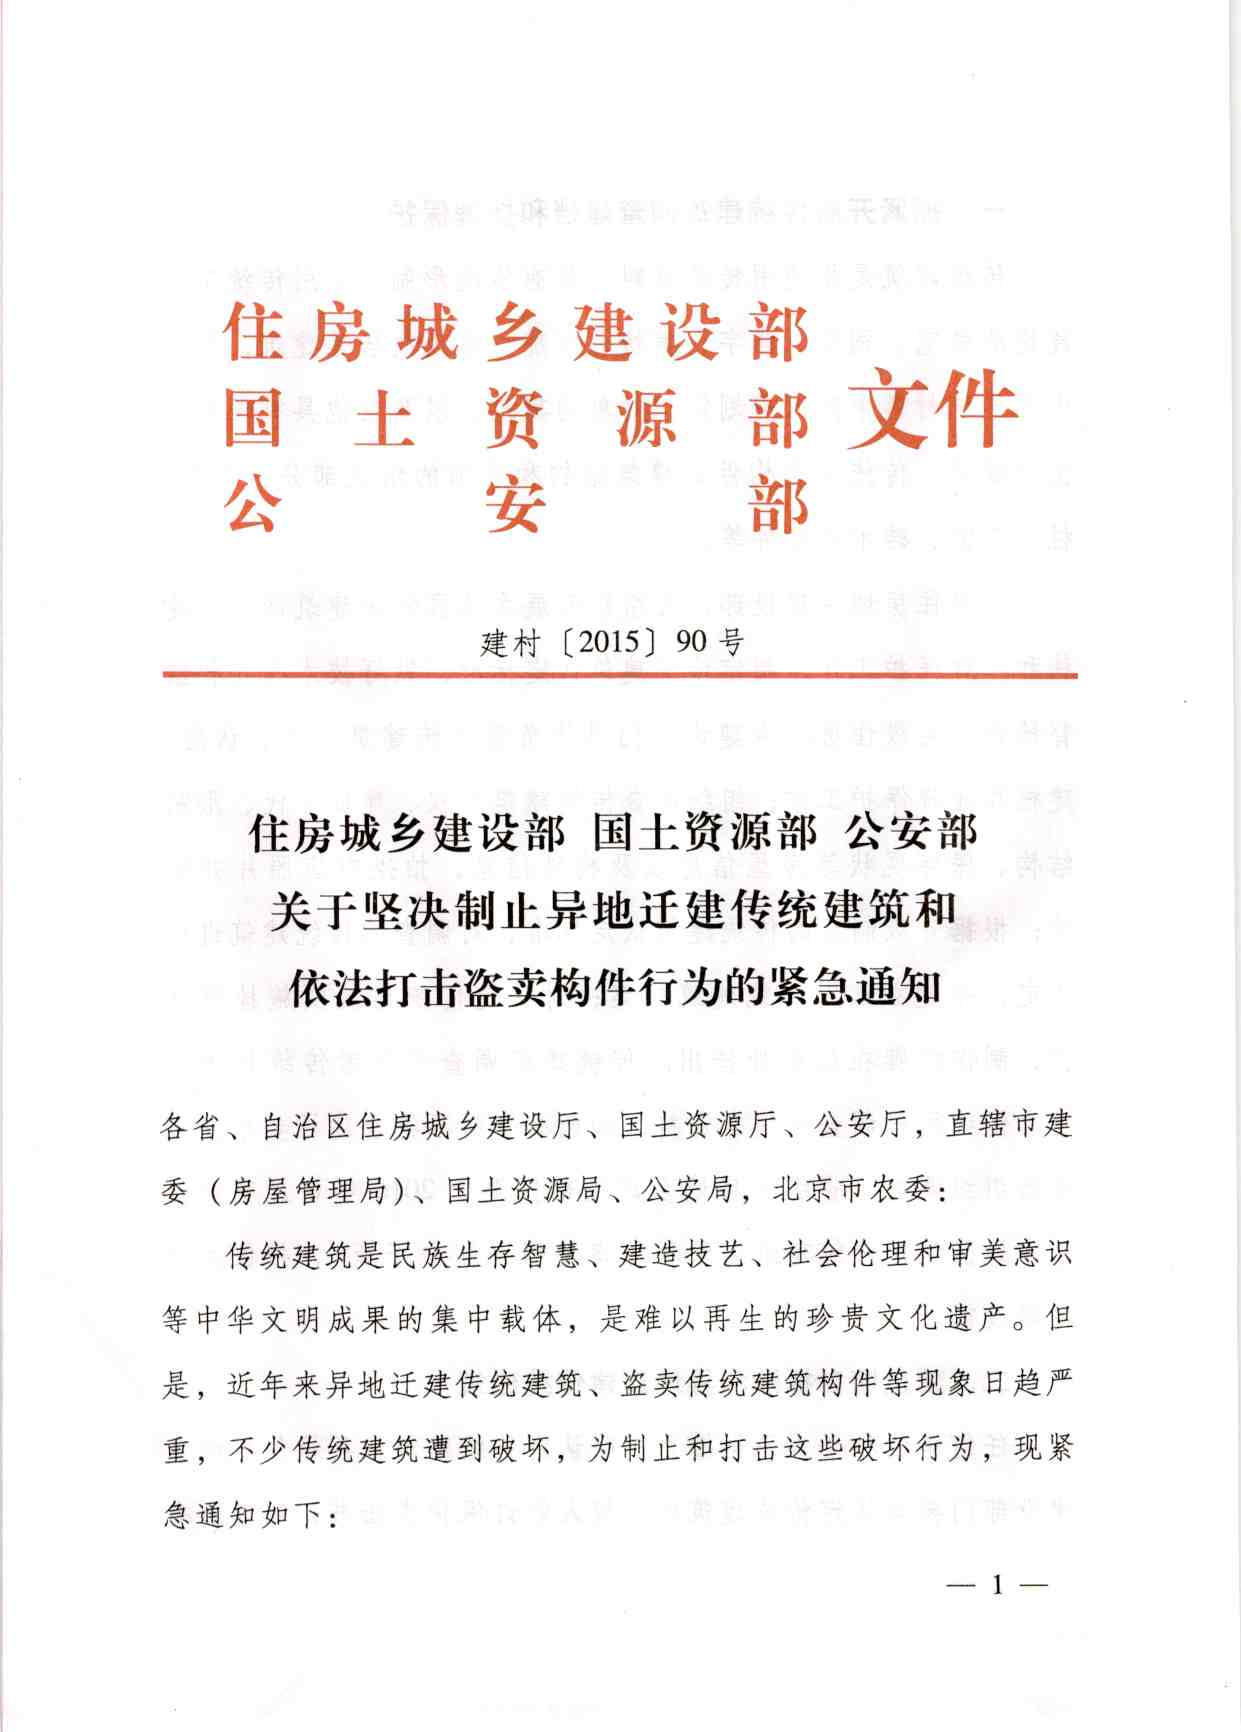 住房城乡建设部
国土资源部 文件
公安部
建村〔2015〕90号
住房城乡建设部 国土资源部 公安部
关于坚决制止异地迁建传统建筑和
依法打击盗卖构件行为的紧急通知
各省、自治区住房城乡建设厅、国土资源厅、公安厅，直辖市建
委（房屋管理局）、国土资源局、公安局，北京市农委：
传统建筑是民族生存智慧、建造技艺、社会伦理和审美意识
等中华文明成果的集中载体，是难以再生的珍贵文化遗产。但
是，近年来异地迁建传统建筑、盗卖传统建筑构件等现象日趋严
重，不少传统建筑遭到破坏，为制止和打击这些破坏行为，现紧
急通知如下：
— 1 —